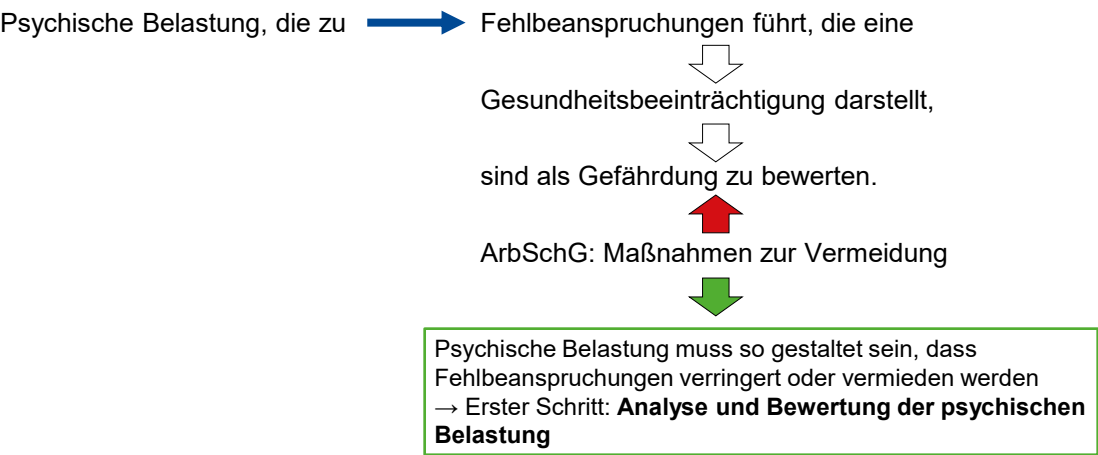 Psychische Belastung, die zu Fehlbeanspruchungen führt, die eine
Gesundheitsbeeinträchtigung darstellt,
sind als Gefährdung zu bewerten.
ArbSchG: Maßnahmen zur Vermeidung
Psychische Belastung muss so gestaltet sein, dass
Fehlbeanspruchungen verringert oder vermieden werden
→ Erster Schritt: Analyse und Bewertung der psychischen
Belastung